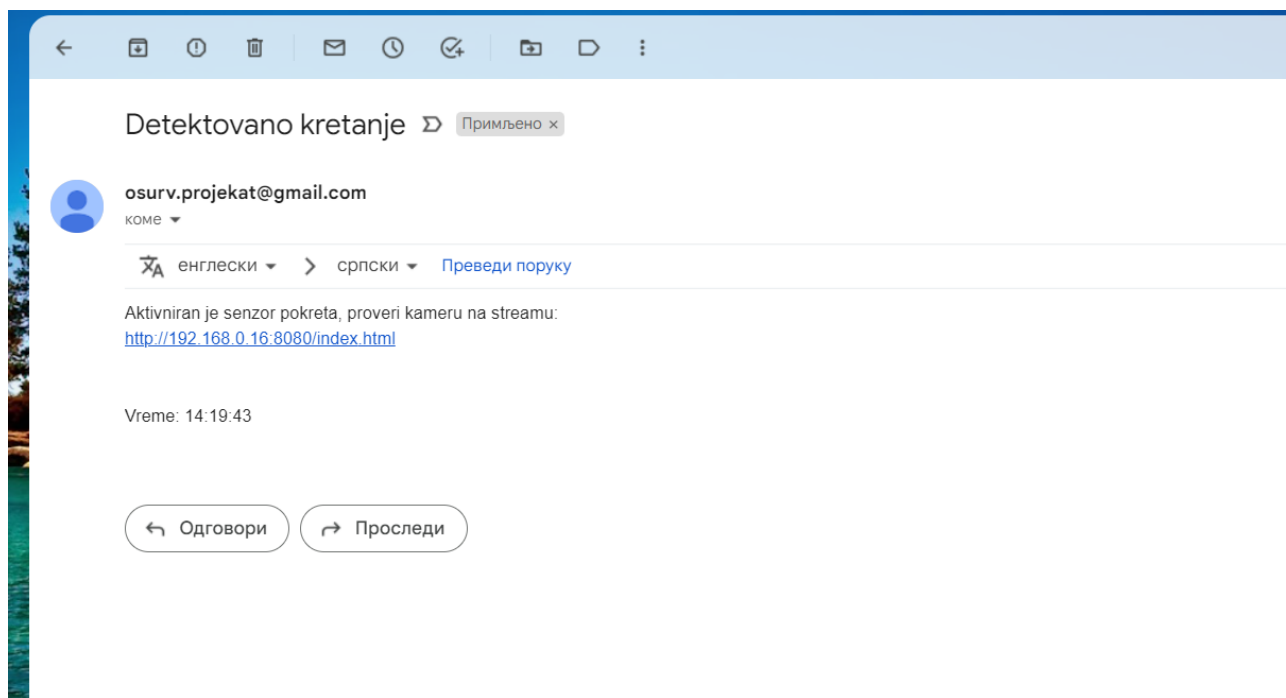 Detektovano kretanje Примљено ×
osurv.projekat@gmail.com
коме
енглески > српски Преведи поруку
Aktivniran je senzor pokreta, proveri kameru na streamu:
http://192.168.0.16:8080/index.html
Vreme: 14:19:43
Одговори Проследи